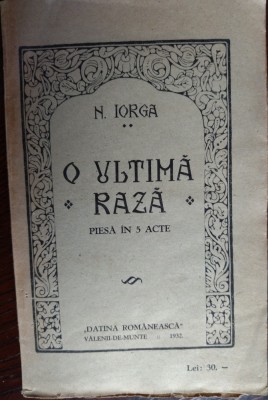 N. IORGA
O ULTIMĂ
RAZĂ
PIESĂ ÎN 5 ACTE
„DATINA ROMÂNEASCĂ”
VĂLENII-DE-MUNTE - 1932
Lei: 30. —